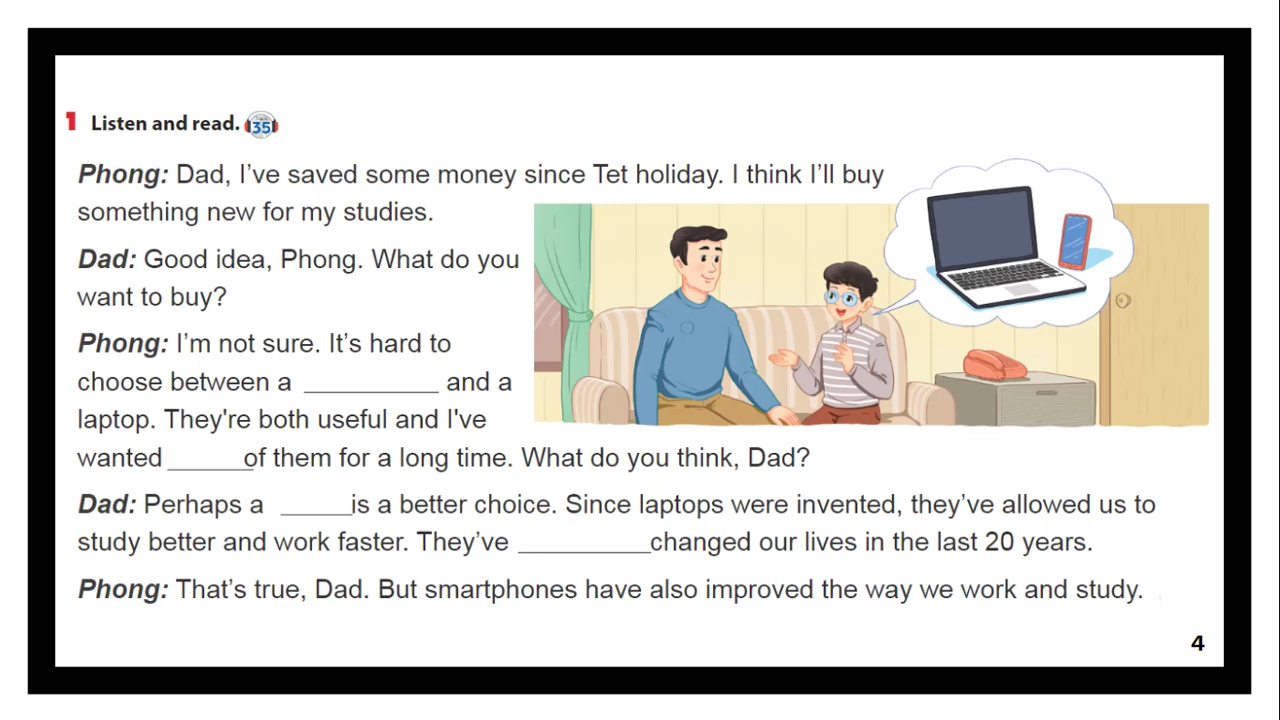 1 Listen and read. 35
Phong: Dad, I've saved some money since Tet holiday. I think I'll buy
something new for my studies.
Dad: Good idea, Phong. What do you
want to buy?
Phong: I'm not sure. It's hard to
choose between a __________ and a
laptop. They're both useful and I've
wanted ______of them for a long time. What do you think, Dad?
Dad: Perhaps a _____is a better choice. Since laptops were invented, they've allowed us to
study better and work faster. They've __________changed our lives in the last 20 years.
Phong: That's true, Dad. But smartphones have also improved the way we work and study.
4